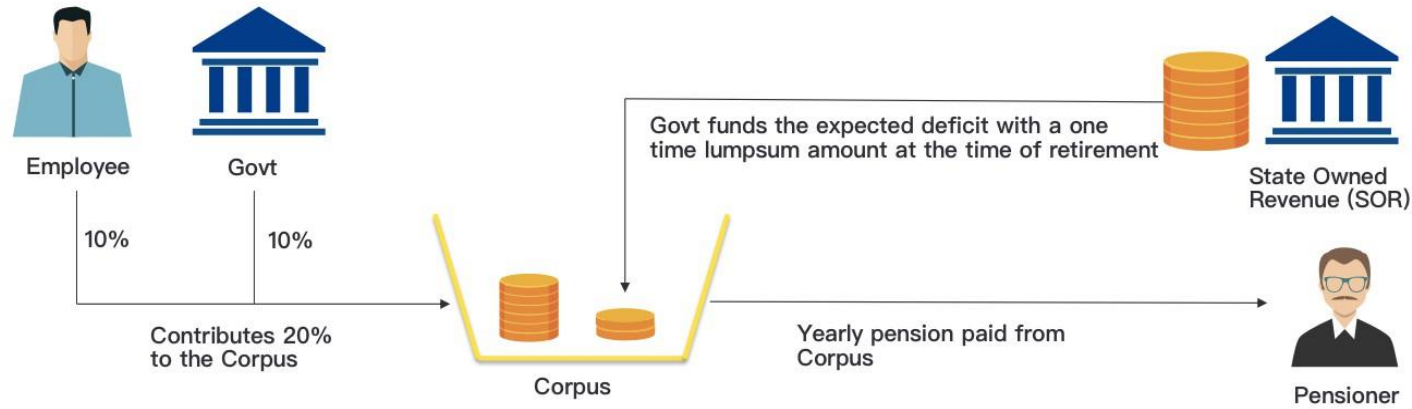 Employee
Govt
10%
10%
Contributes 20%
to the Corpus
Corpus
Govt funds the expected deficit with a one
time lumpsum amount at the time of retirement
State Owned
Revenue (SOR)
Yearly pension paid from
Corpus
Pensioner